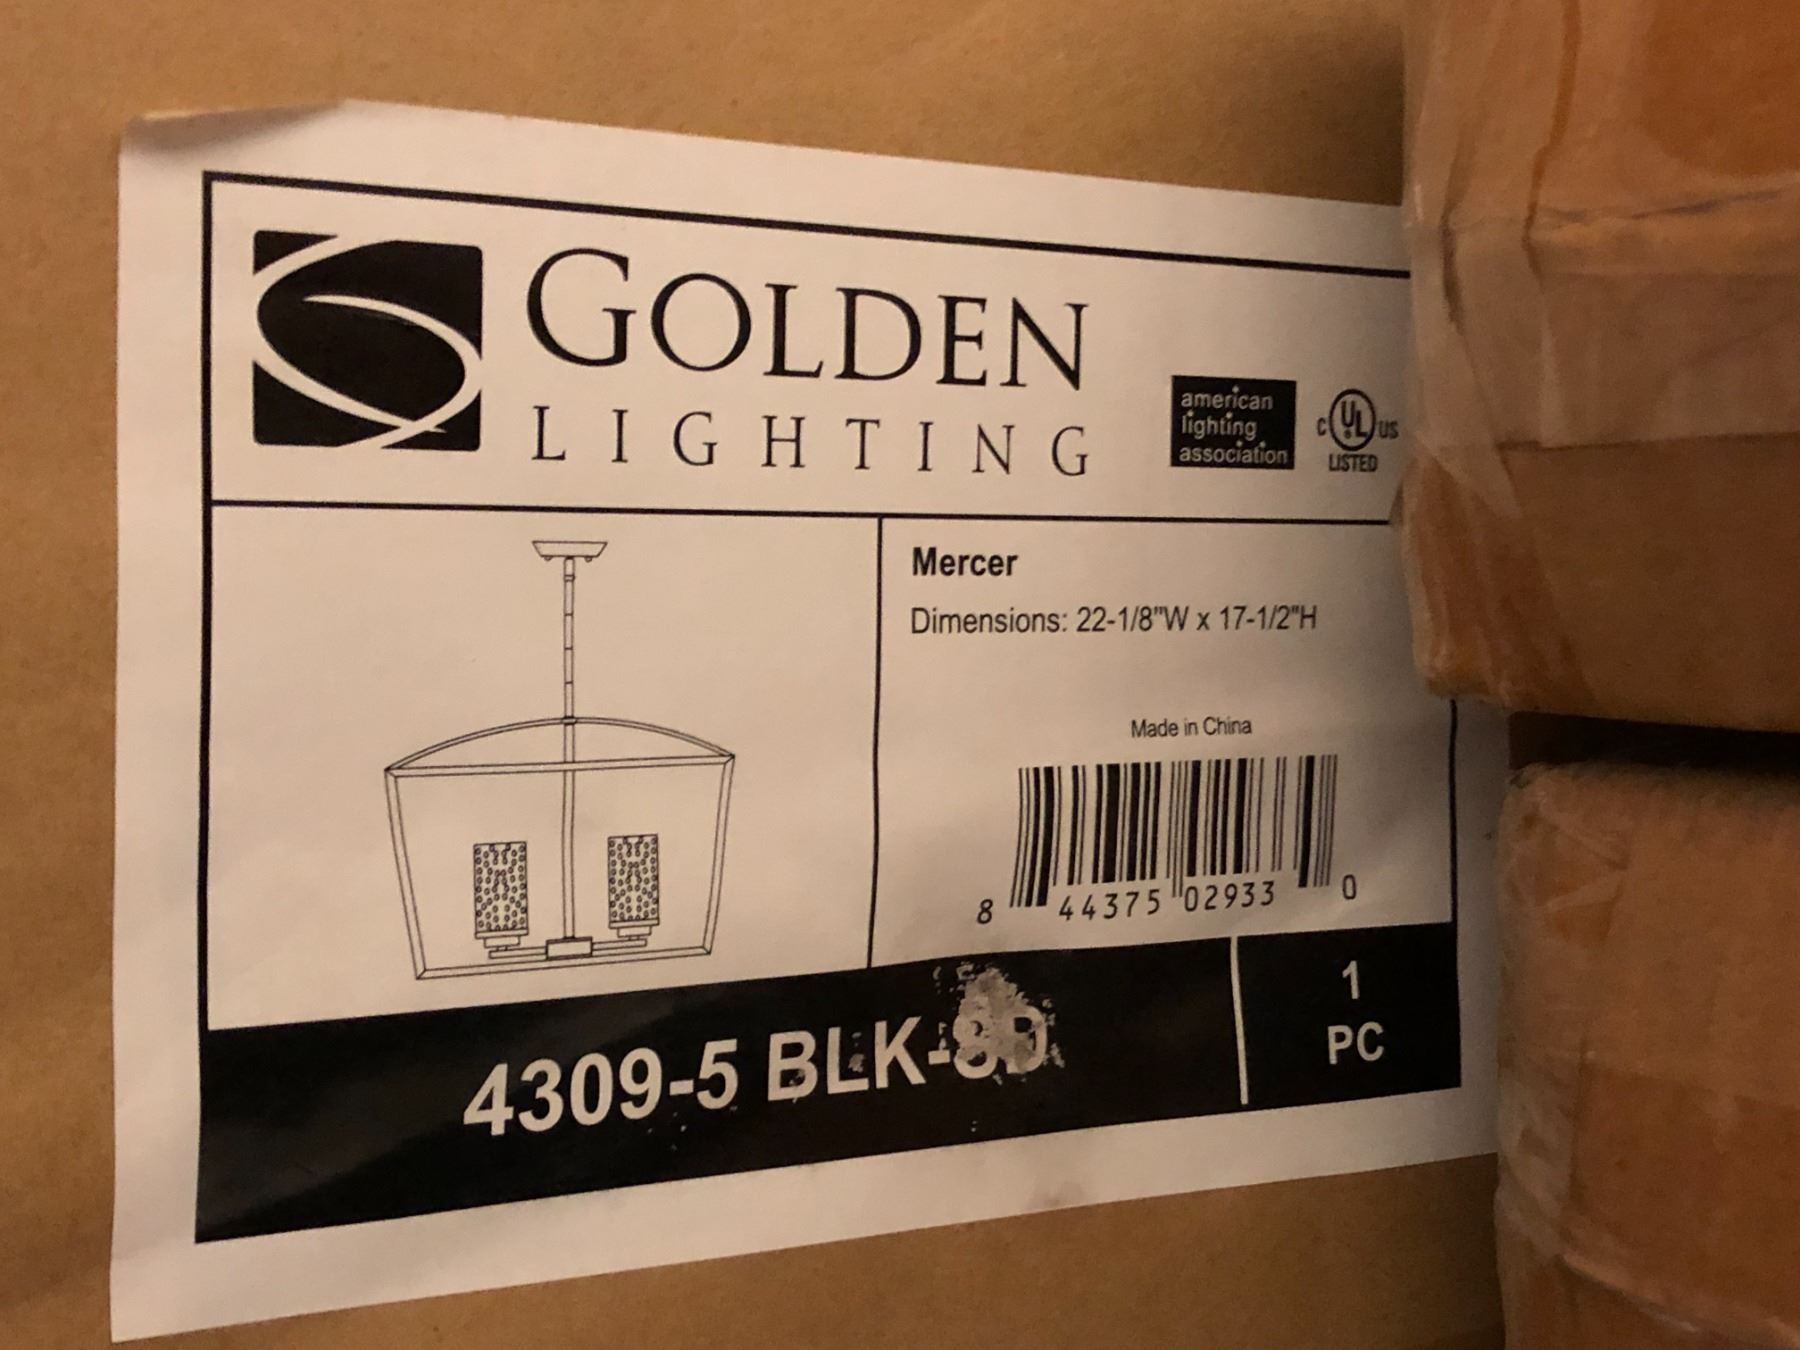 GOLDEN
LIGHTING
american
lighting
association
C UL US
LISTED
Mercer
Dimensions: 22-1/8"W x 17-1/2"H
Made in China
8 44375 02933 0
4309-5 BLK-
1
PC